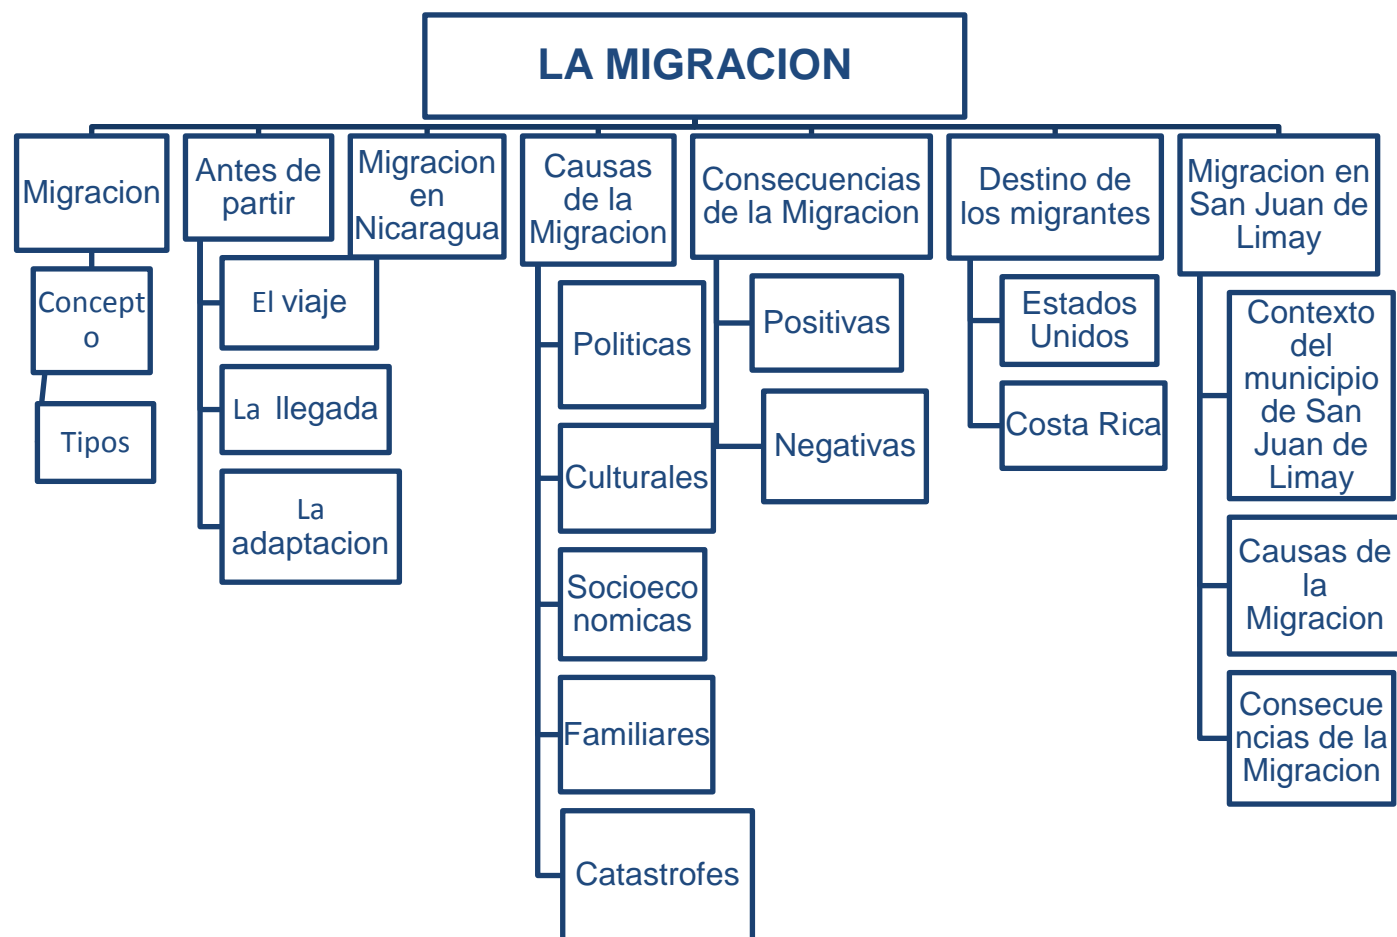 LA MIGRACION
Migracion
Concept
o
Tipos
Antes de
partir
El viaje
La llegada
La
adaptacion
Migracion
en
Nicaragua
Causas
de la
Migracion
Politicas
Culturales
Socioeco
nomicas
Familiares
Catastrofes
Consecuencias
de la Migracion
Positivas
Negativas
Destino de
los migrantes
Estados
Unidos
Costa Rica
Migracion en
San Juan de
Limay
Contexto
del
municipio
de San
Juan de
Limay
Causas de
la
Migracion
Consecue
ncias de la
Migracion